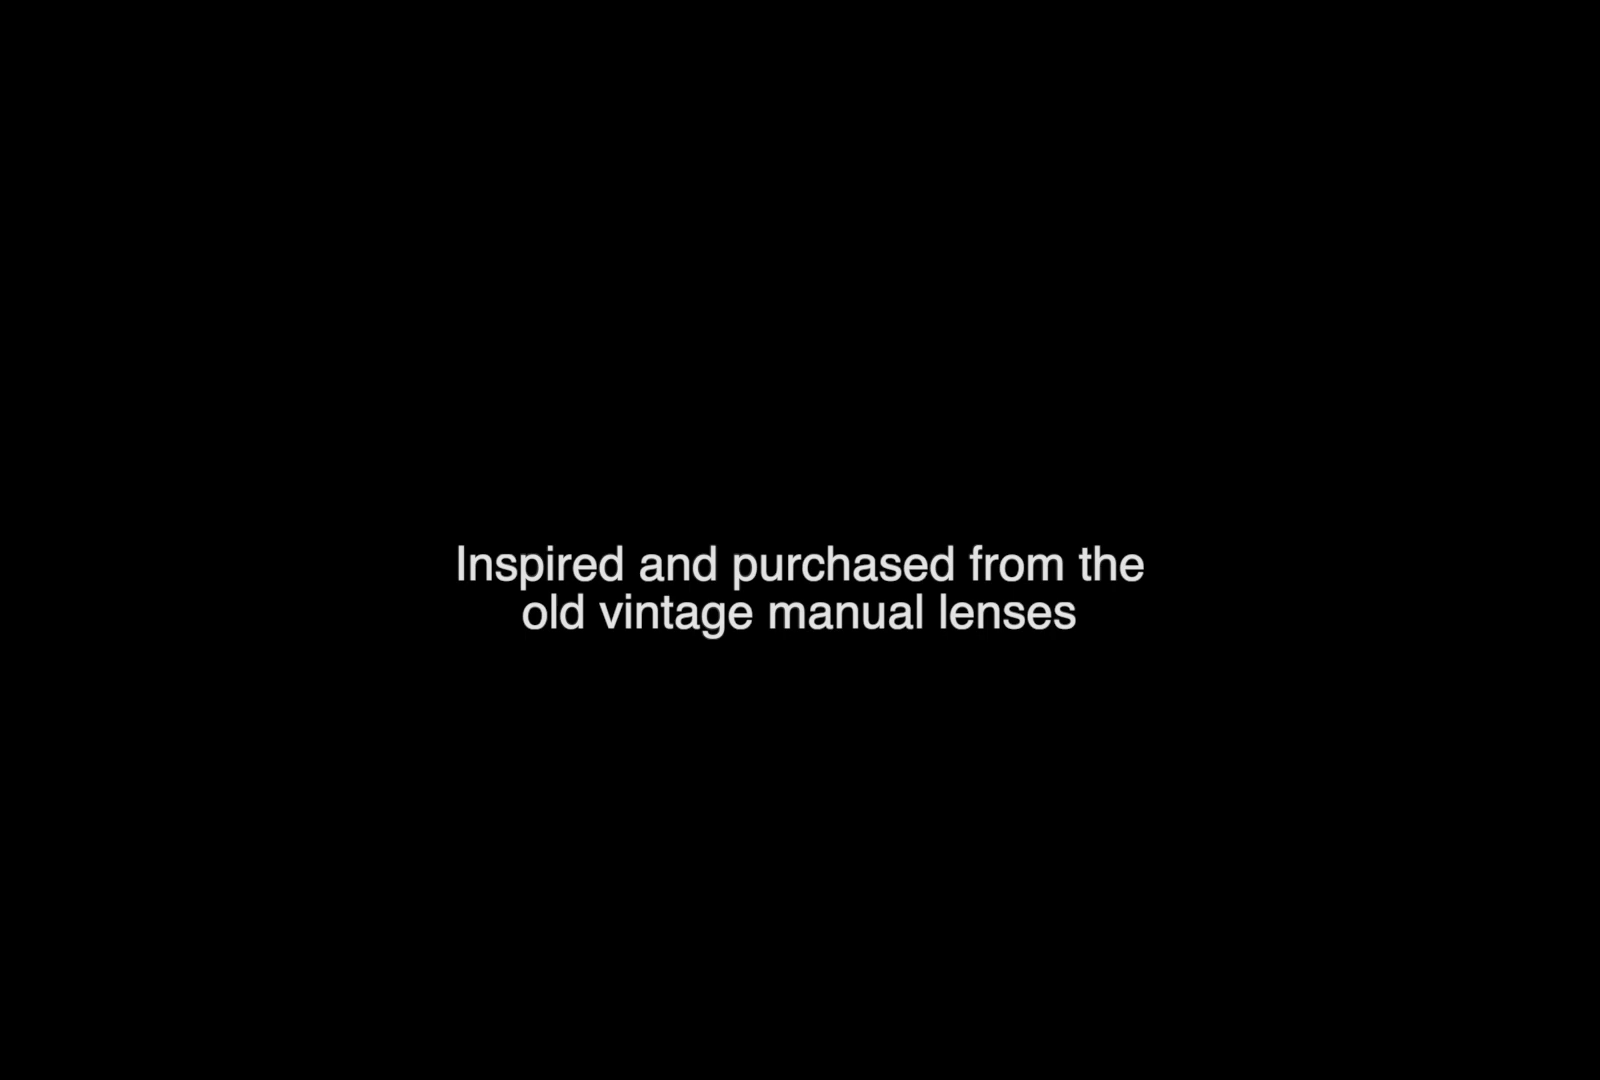 Inspired and purchased from the
old vintage manual lenses